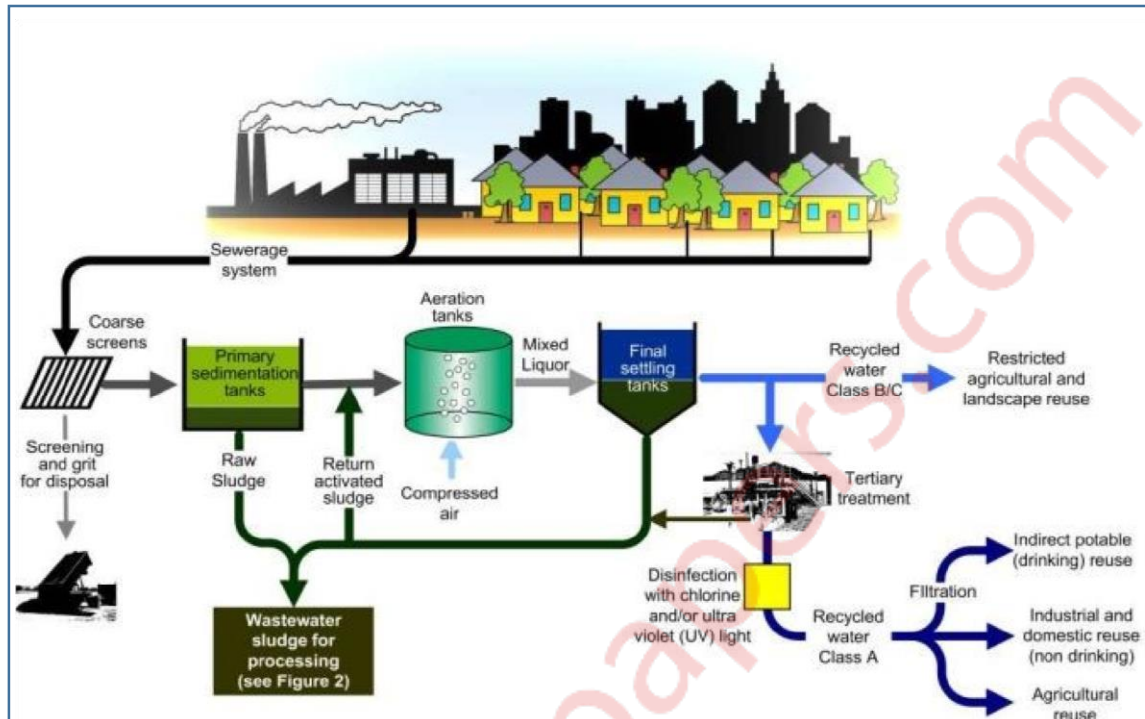 Sewerage
system
Coarse
screens
Primary
sedimentation
tanks
Aeration
tanks
Mixed
Liquor
Final
settling
tanks
Recycled
water
Class B/C
Restricted
agricultural and
landscape reuse
Screening
and grit
for disposal
Raw
Sludge
Return
activated
sludge
Compressed
air
Tertiary
treatment
Wastewater
sludge for
processing
(see Figure 2)
Disinfection
with chlorine
and/or ultra
violet (UV) light
Recycled
water
Class A
FIltration
Indirect potable
(drinking) reuse
Industrial and
domestic reuse
(non drinking)
Agricultural
reuse
papers.com